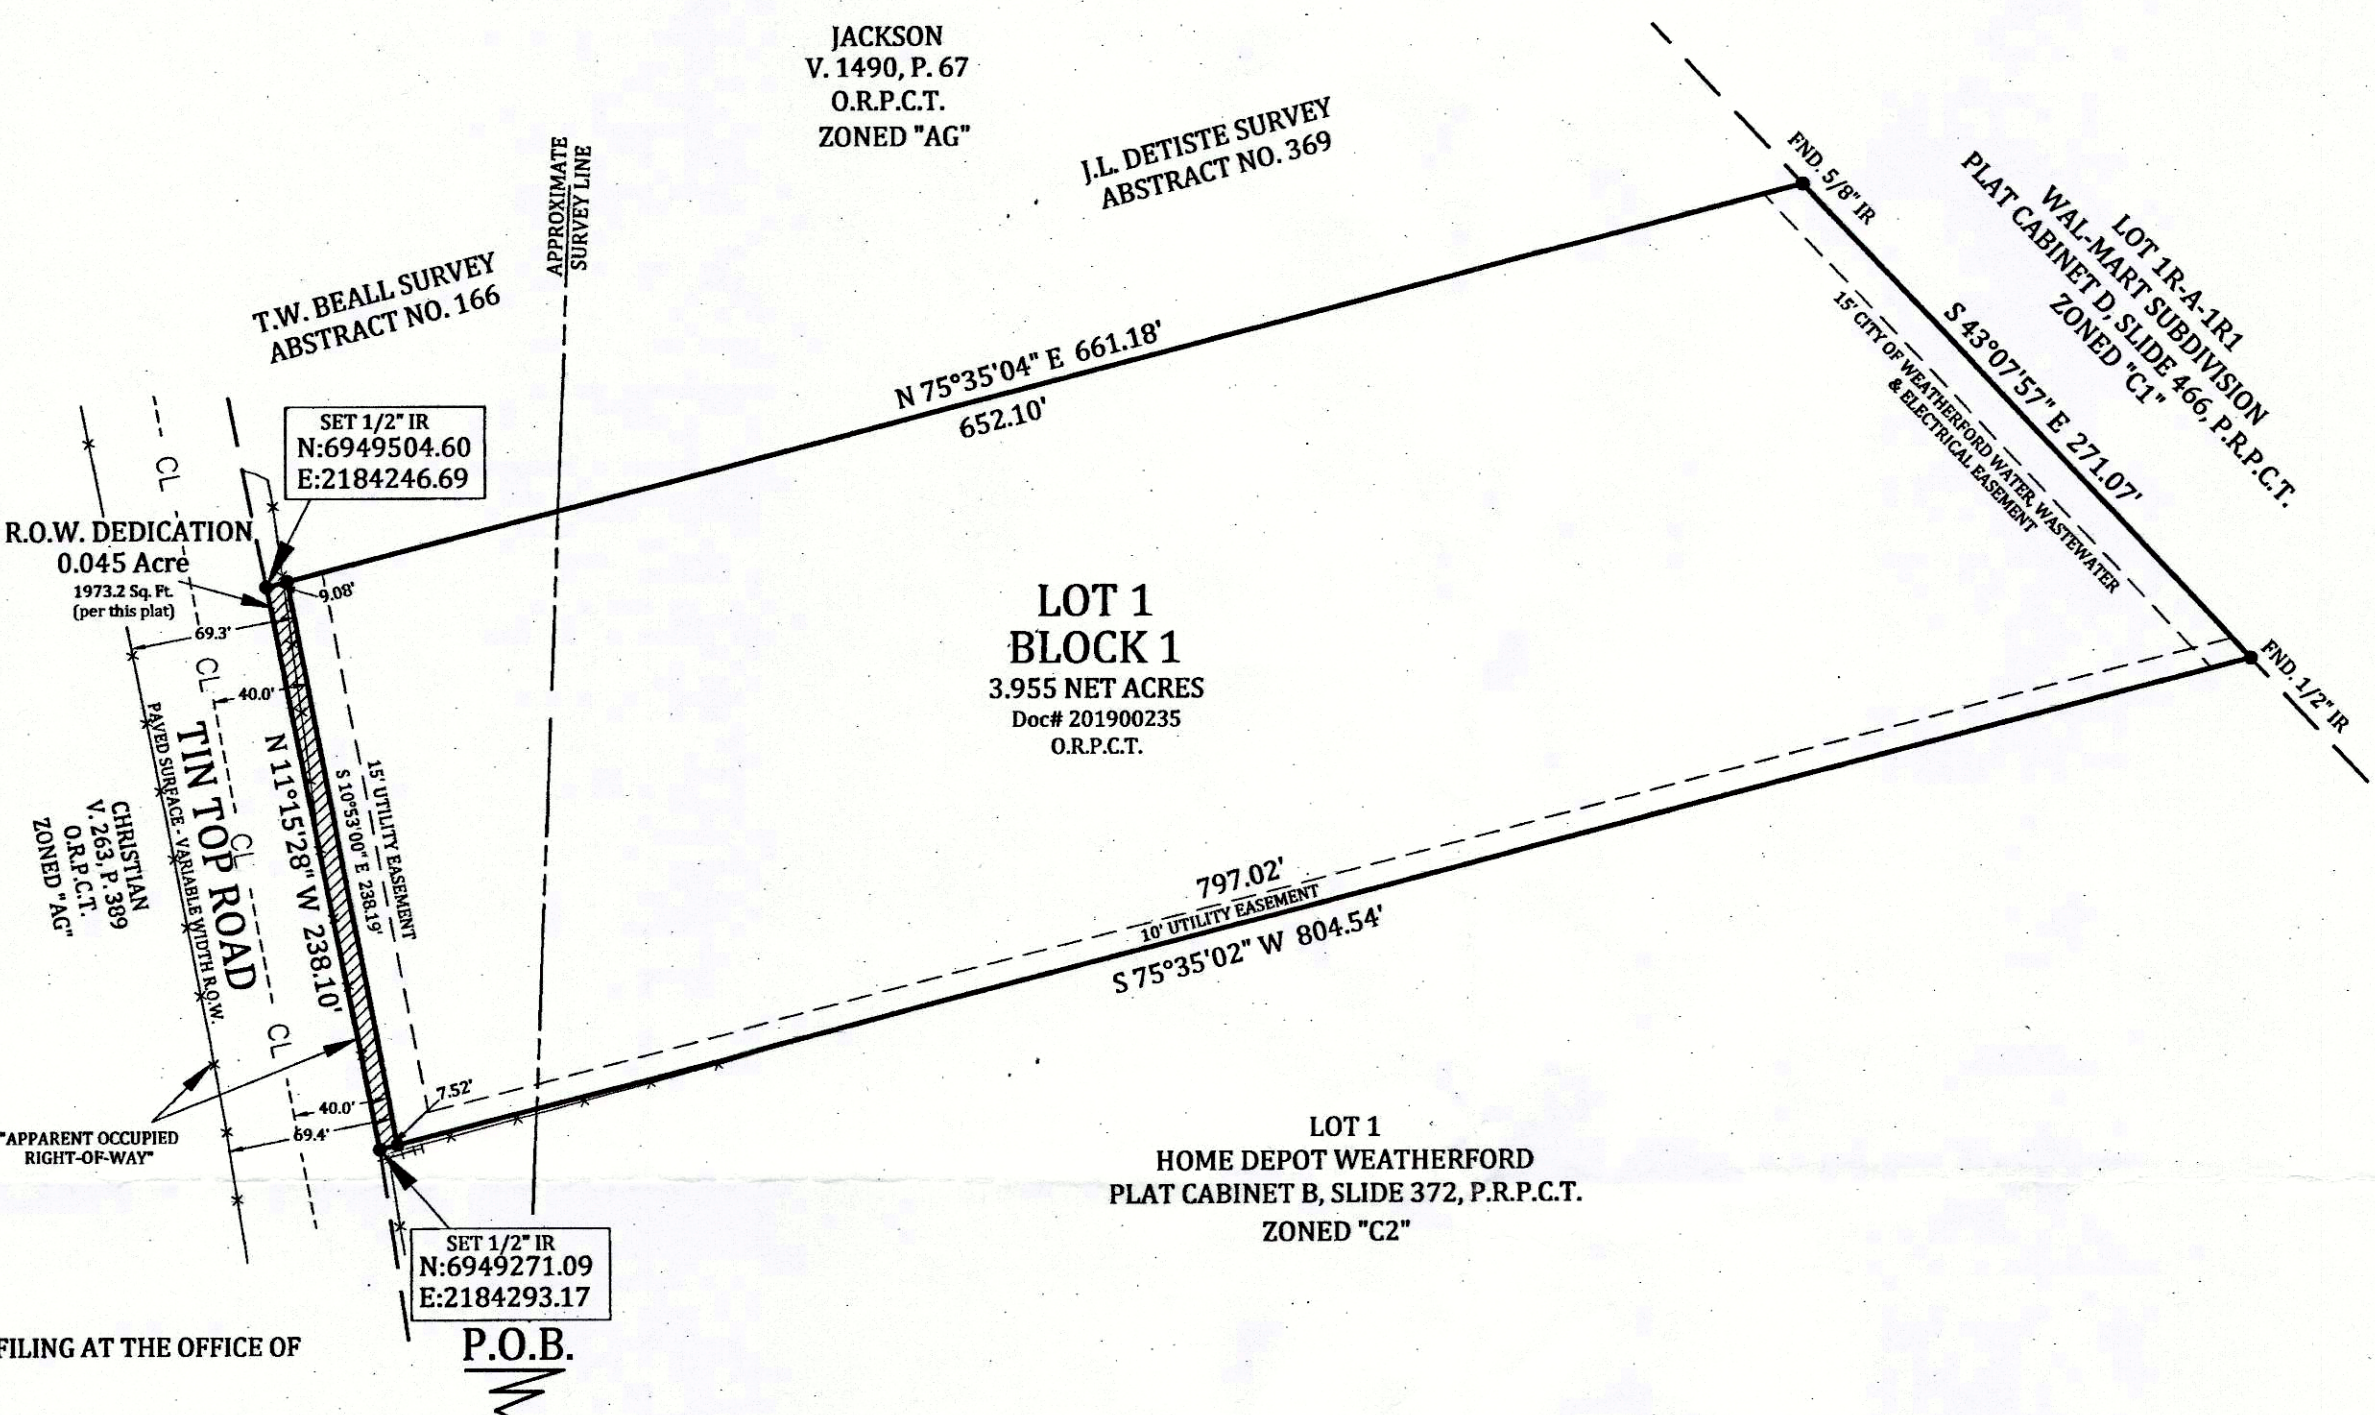 JACKSON
V. 1490, P. 67
O.R.P.C.T.
ZONED "AG"
J.L. DETISTE SURVEY
ABSTRACT NO. 369
APPROXIMATE
SURVEY LINE
T.W. BEALL SURVEY
ABSTRACT NO. 166
FND. 5/8" IR
LOT 1R-A-1R1
WAL-MART SUBDIVISION
PLAT CABINET D, SLIDE 466, P.R.P.C.T.
ZONED "C1"
S 43°07'57" E 271.07'
15' CITY OF WEATHERFORD WATER, WASTEWATER
& ELECTRICAL EASEMENT
N 75°35'04" E 661.18'
652.10'
SET 1/2" IR
N:6949504.60
E:2184246.69
CL
R.O.W. DEDICATION
0.045 Acre
1973.2 Sq. Ft.
(per this plat)
9.08'
69.3'
CL
40.0'
LOT 1
BLOCK 1
3.955 NET ACRES
Doc# 201900235
O.R.P.C.T.
FND. 1/2" IR
TIN TOP ROAD
PAVED SURFACE - VARIABLE WIDTH R.O.W.
CL
N 11°15'28" W 238.10'
S 10°53'00" E 238.19'
15' UTILITY EASEMENT
CHRISTIAN
V. 263, P. 389
O.R.P.C.T.
ZONED "AG"
797.02'
10' UTILITY EASEMENT
S 75°35'02" W 804.54'
CL
7.52'
40.0'
69.4'
"APPARENT OCCUPIED
RIGHT-OF-WAY"
LOT 1
HOME DEPOT WEATHERFORD
PLAT CABINET B, SLIDE 372, P.R.P.C.T.
ZONED "C2"
SET 1/2" IR
N:6949271.09
E:2184293.17
P.O.B.
FILING AT THE OFFICE OF